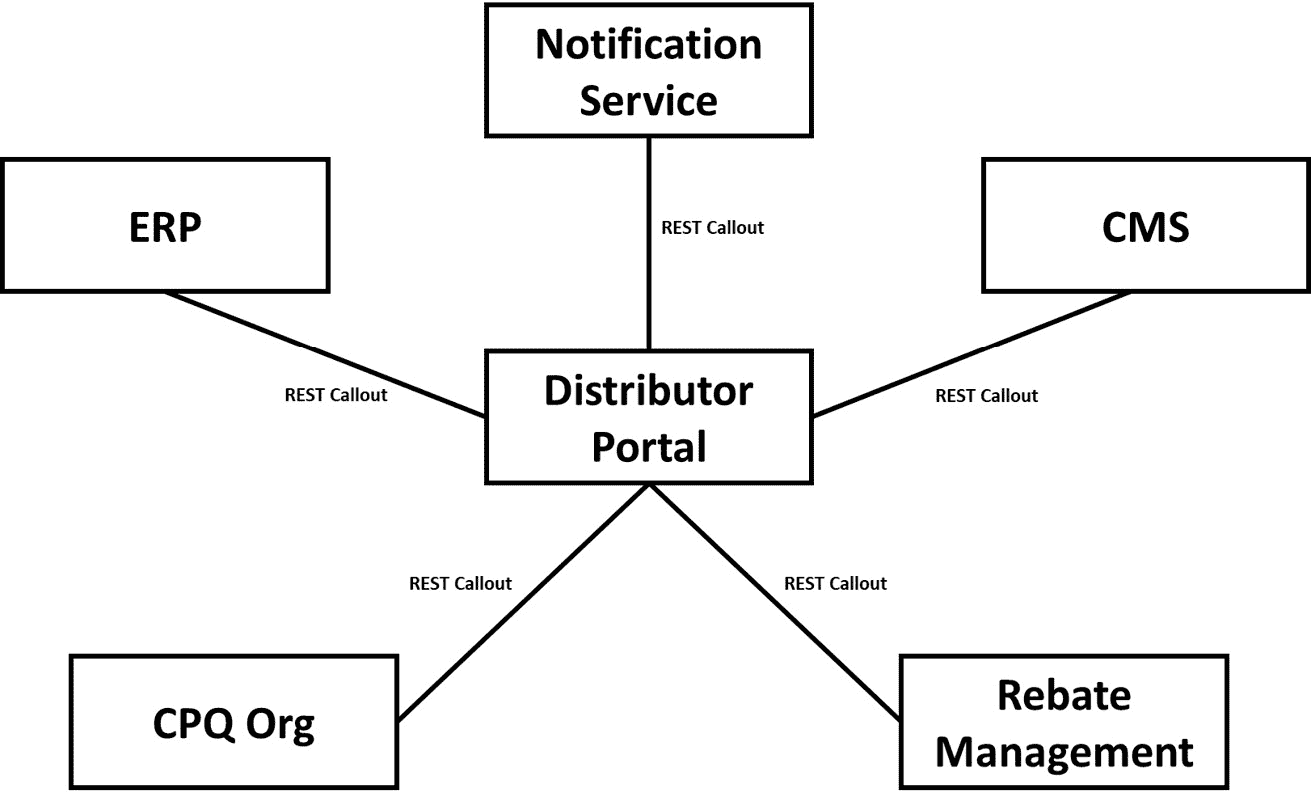 Notification
Service
ERP
REST Callout
CMS
REST Callout
Distributor
Portal
REST Callout
REST Callout
REST Callout
CPQ Org
Rebate
Management